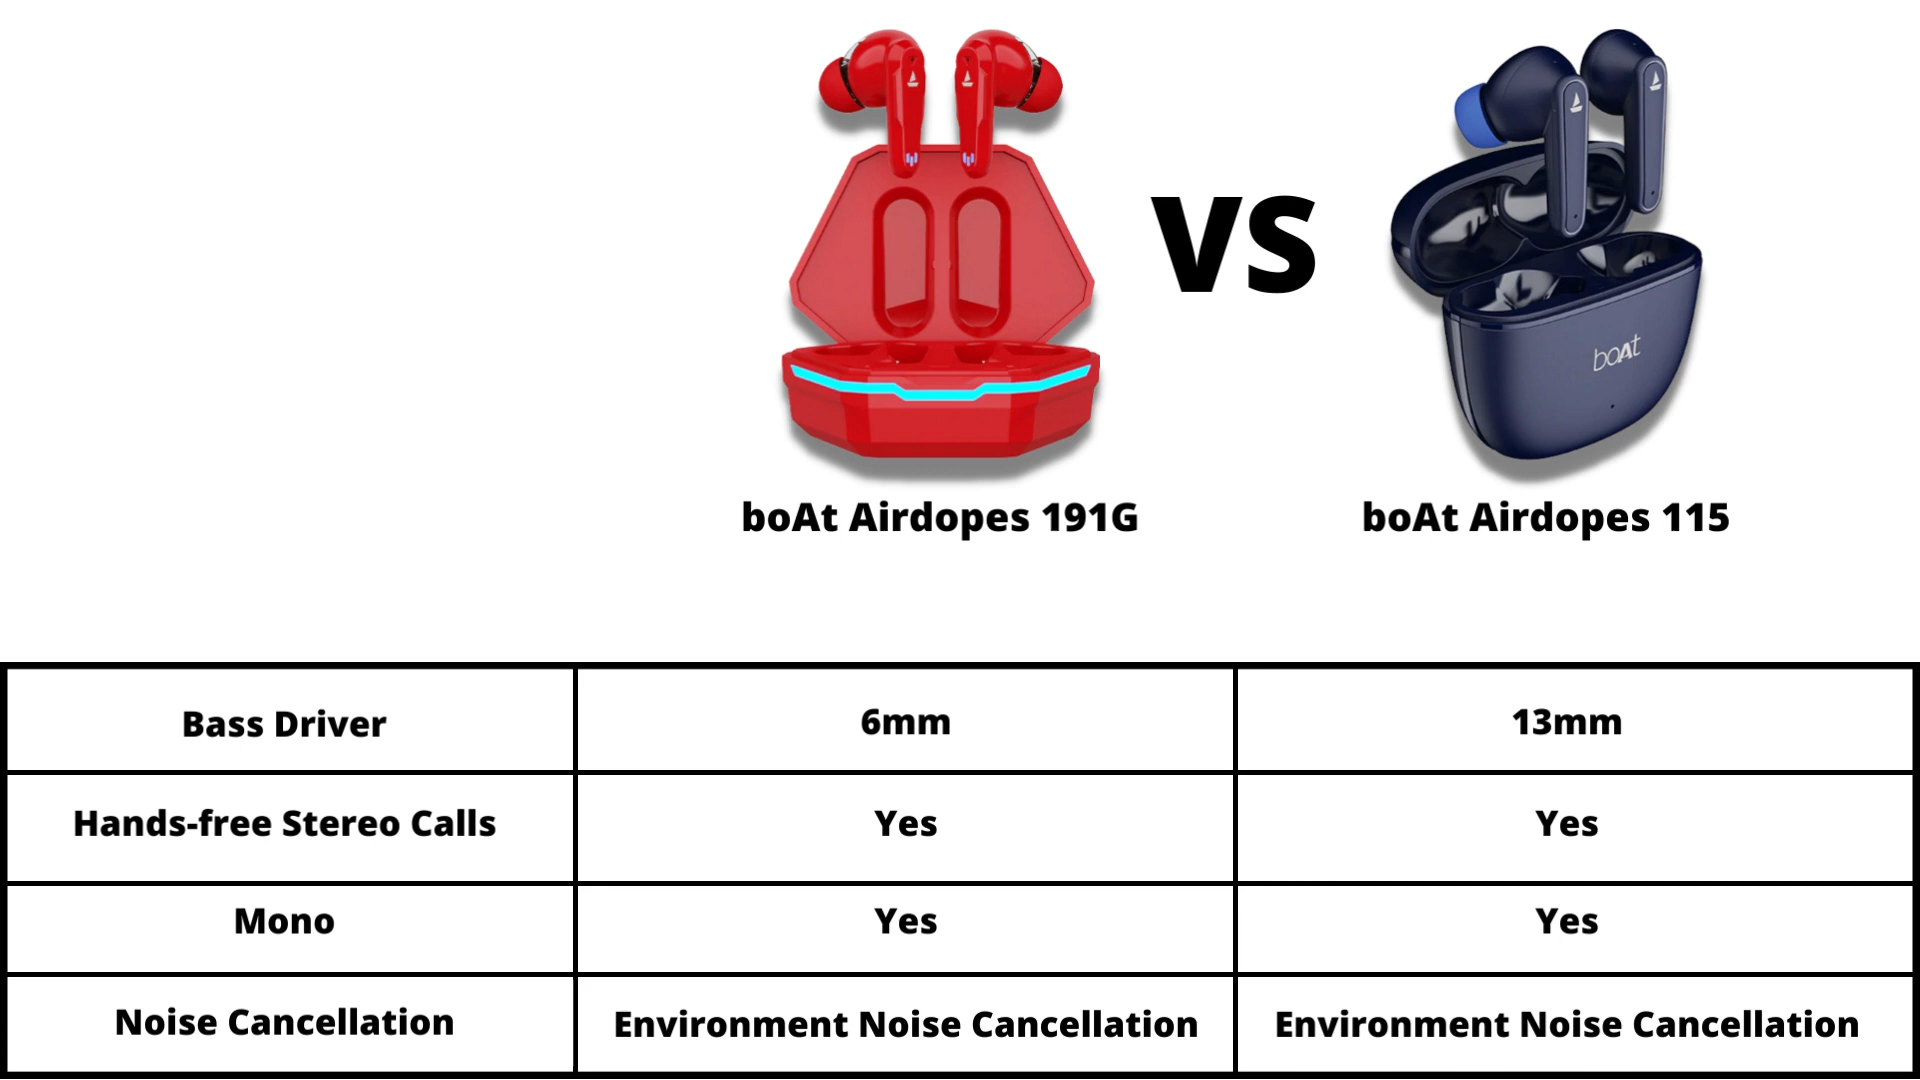 VS
boAt
boAt Airdopes 191G
boAt Airdopes 115
Bass Driver
6mm
13mm
Hands-free Stereo Calls
Yes
Yes
Mono
Yes
Yes
Noise Cancellation
Environment Noise Cancellation
Environment Noise Cancellation